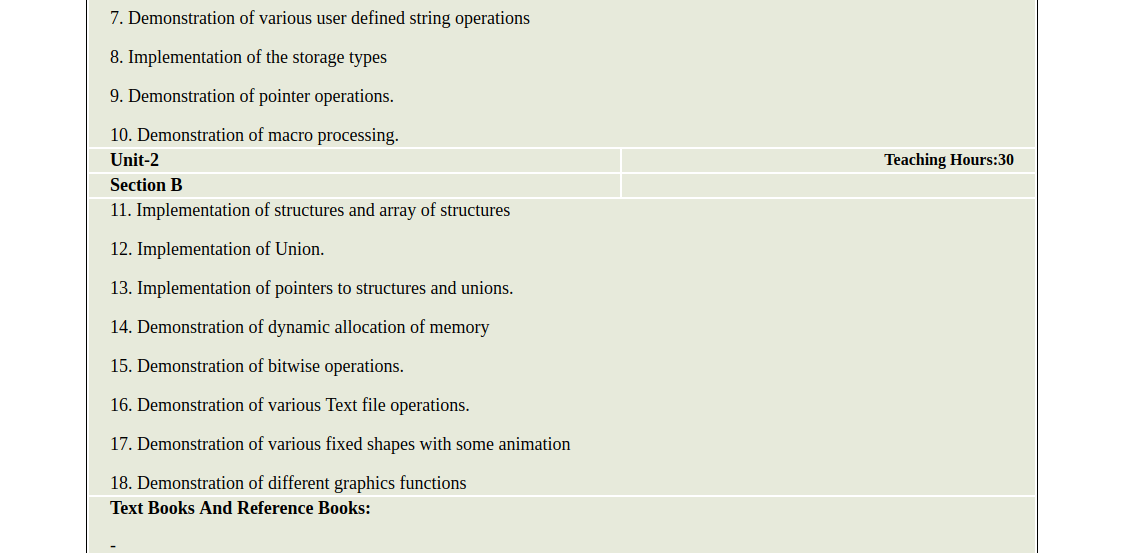 7. Demonstration of various user defined string operations
8. Implementation of the storage types
9. Demonstration of pointer operations.
10. Demonstration of macro processing.
Unit-2 Teaching Hours:30
Section B
11. Implementation of structures and array of structures
12. Implementation of Union.
13. Implementation of pointers to structures and unions.
14. Demonstration of dynamic allocation of memory
15. Demonstration of bitwise operations.
16. Demonstration of various Text file operations.
17. Demonstration of various fixed shapes with some animation
18. Demonstration of different graphics functions
Text Books And Reference Books:
-